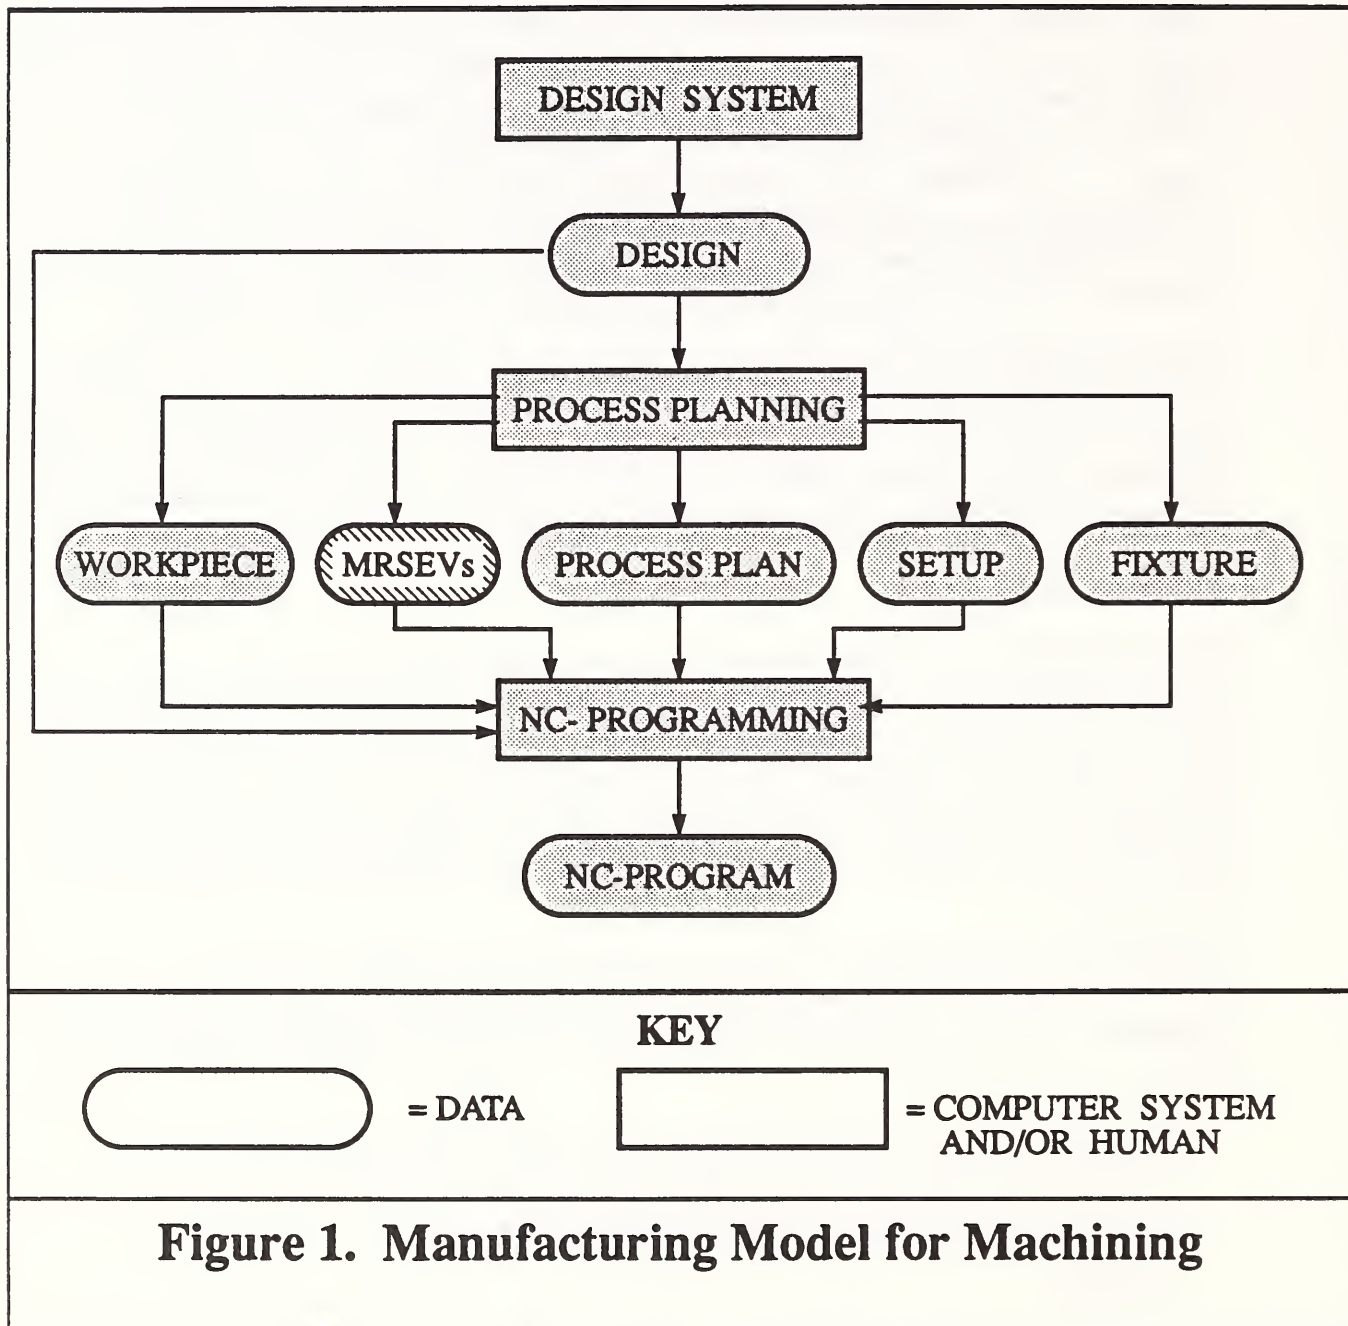 DESIGN SYSTEM
DESIGN
PROCESS PLANNING
WORKPIECE
MRSEVs
PROCESS PLAN
SETUP
FIXTURE
NC- PROGRAMMING
NC-PROGRAM
KEY
= DATA
= COMPUTER SYSTEM
AND/OR HUMAN
Figure 1. Manufacturing Model for Machining